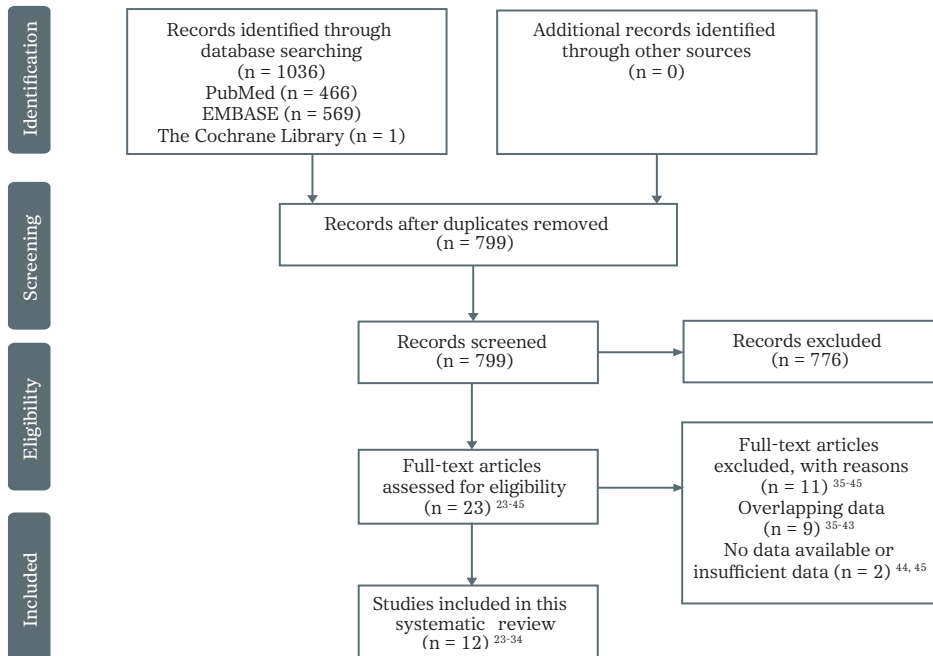 Identification
Records identified through
database searching
(n = 1036)
PubMed (n = 466)
EMBASE (n = 569)
The Cochrane Library (n = 1)
Additional records identified
through other sources
(n = 0)
Screening
Records after duplicates removed
(n = 799)
Records screened
(n = 799)
Records excluded
(n = 776)
Eligibility
Full-text articles
assessed for eligibility
(n = 23) 23-45
Full-text articles
excluded, with reasons
(n = 11) 35-45
Overlapping data
(n = 9) 35-43
No data available or
insufficient data (n = 2) 44, 45
Included
Studies included in this
systematic review
(n = 12) 23-34